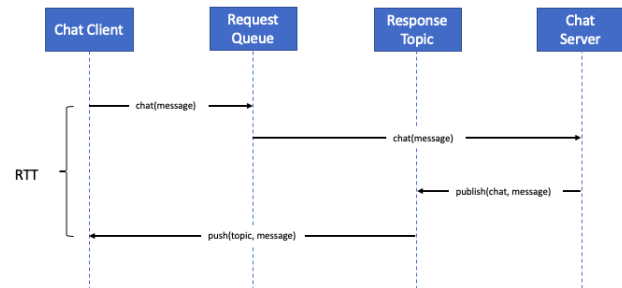 Chat Client
Request
Queue
Response
Topic
Chat
Server
chat(message)
chat(message)
RTT
publish(chat, message)
push(topic, message)